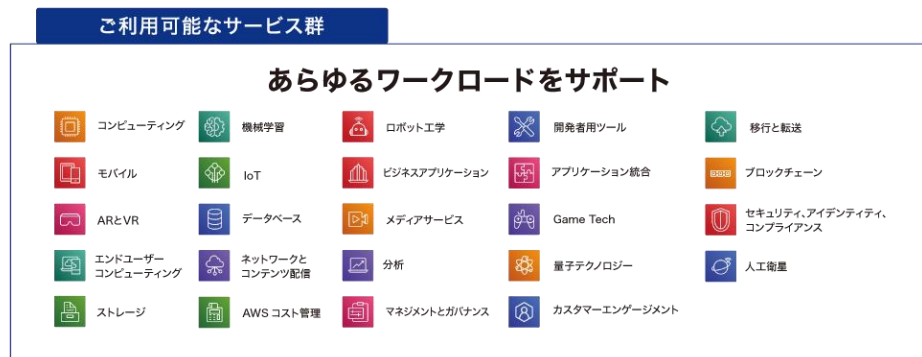 ご利用可能なサービス群
あらゆるワークロードをサポート
コンピューティング
機械学習
ロボット工学
開発者用ツール
移行と転送
モバイル
IoT
ビジネスアプリケーション
アプリケーション統合
ブロックチェーン
ARとVR
データベース
メディアサービス
Game Tech
セキュリティ、アイデンティティ、
コンプライアンス
エンドユーザー
コンピューティング
ネットワークと
コンテンツ配信
分析
量子テクノロジー
人工衛星
ストレージ
AWS コスト管理
マネジメントとガバナンス
カスタマーエンゲージメント